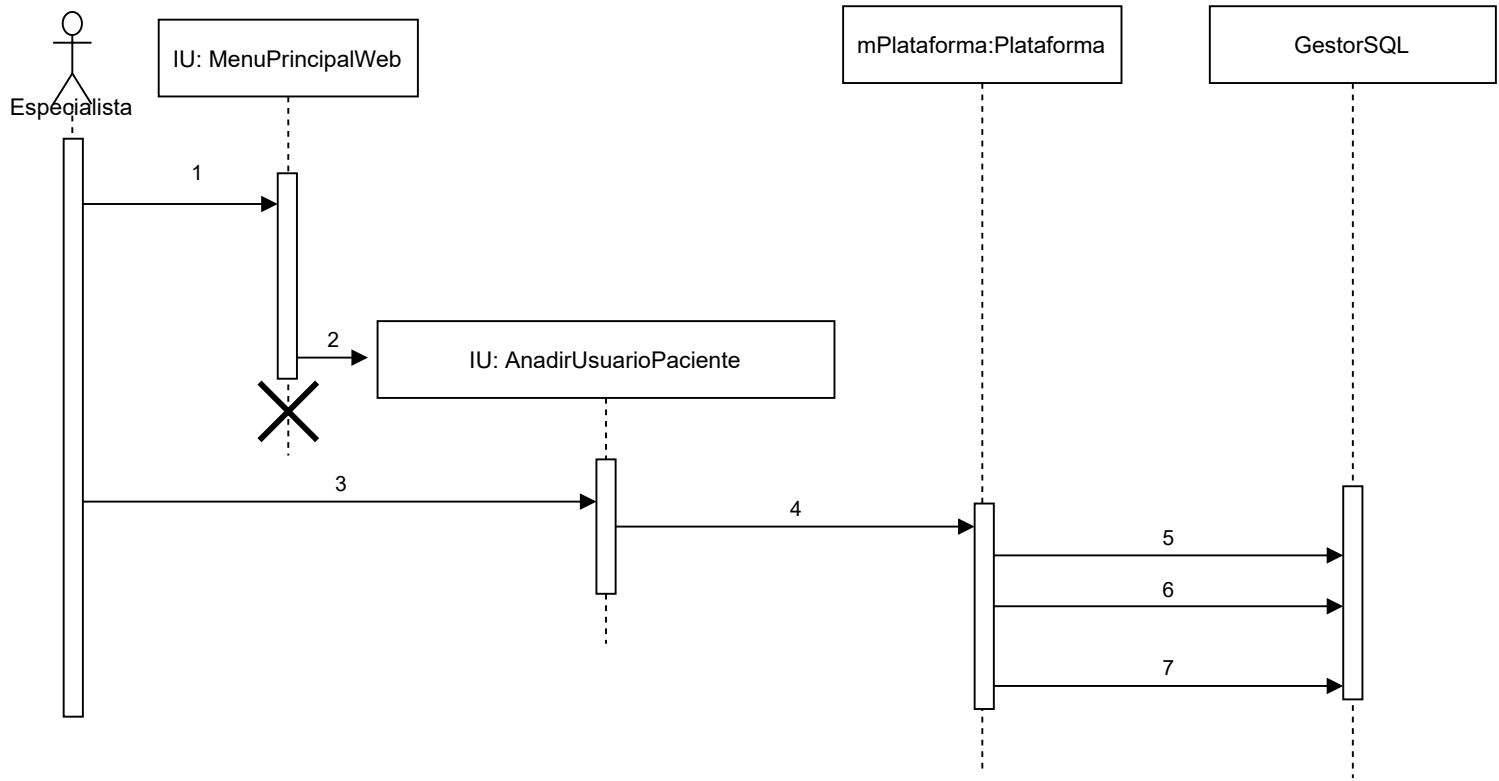 IU: MenuPrincipalWeb
mPlataforma:Plataforma
GestorSQL
Especialista
1
2
IU: AnadirUsuarioPaciente
3
4
5
6
7